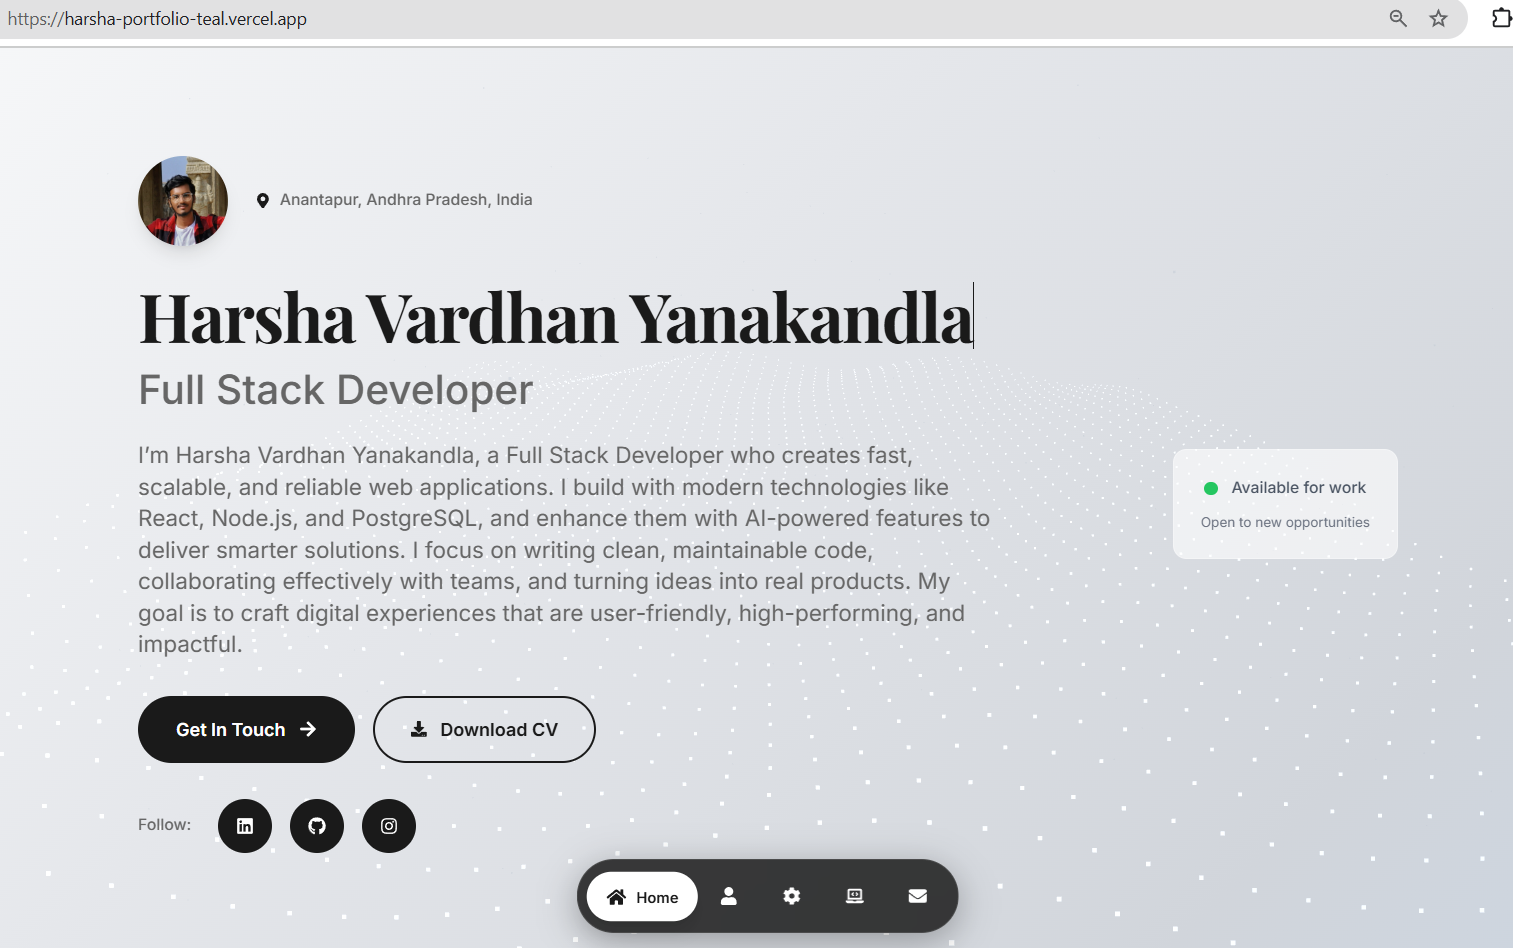 https://harsha-portfolio-teal.vercel.app
Anantapur, Andhra Pradesh, India
Harsha Vardhan Yanakandla
Full Stack Developer
I’m Harsha Vardhan Yanakandla, a Full Stack Developer who creates fast,
scalable, and reliable web applications. I build with modern technologies like
React, Node.js, and PostgreSQL, and enhance them with AI-powered features to
deliver smarter solutions. I focus on writing clean, maintainable code,
collaborating effectively with teams, and turning ideas into real products. My
goal is to craft digital experiences that are user-friendly, high-performing, and
impactful.
Available for work
Open to new opportunities
Get In Touch
Download CV
Follow:
Home